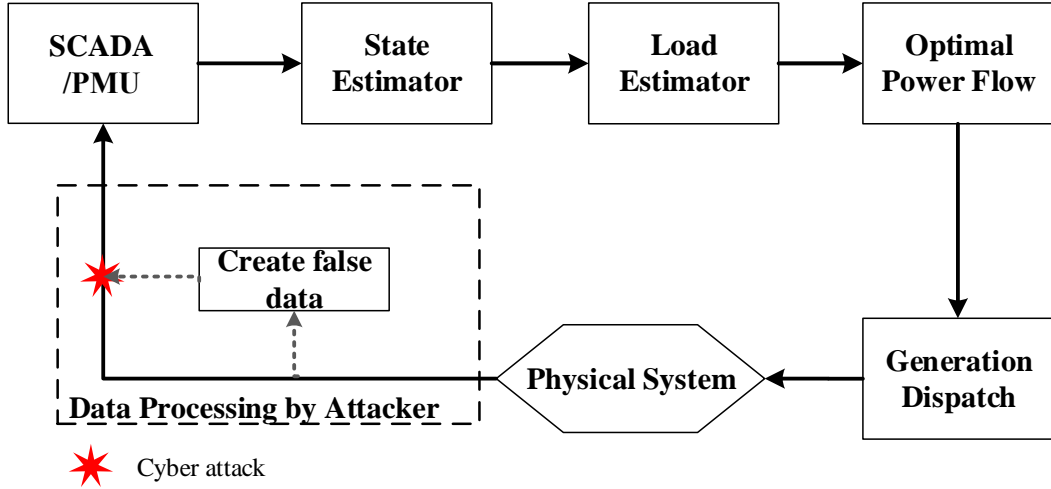 SCADA
/PMU
State
Estimator
Load
Estimator
Optimal
Power Flow
Create false
data
Physical System
Generation
Dispatch
Data Processing by Attacker
Cyber attack